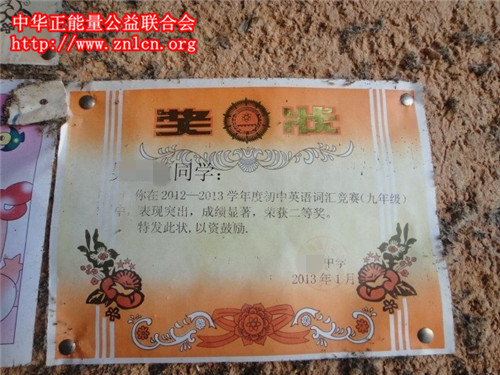 中华正能量公益联合会
http://www.znlcn.org
奖 状
同学：
你在2012—2013学年度初中英语词汇竞赛(九年级)
中，表现突出，成绩显著，荣获二等奖。
特发此状,以资鼓励.
2013年1月